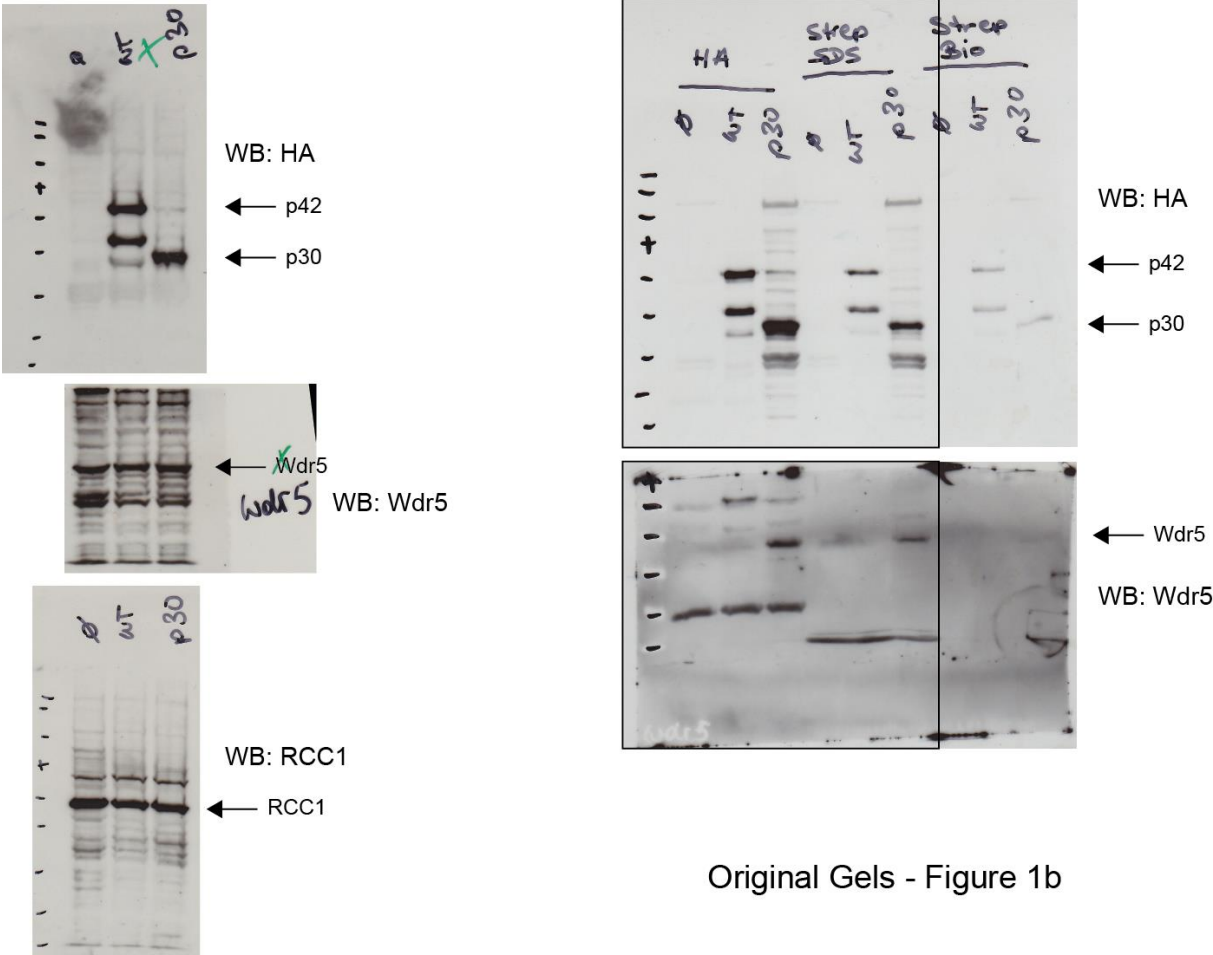 ø WT X p30
WB: HA
p42
p30
Wdr5
wdr5
WB: Wdr5
ø WT p30
WB: RCC1
RCC1
HA
Strep
SDS
Strep
Bio
ø WT p30 ø WT p30 ø WT p30
WB: HA
p42
p30
Wdr5
WB: Wdr5
wdr5
Original Gels - Figure 1b